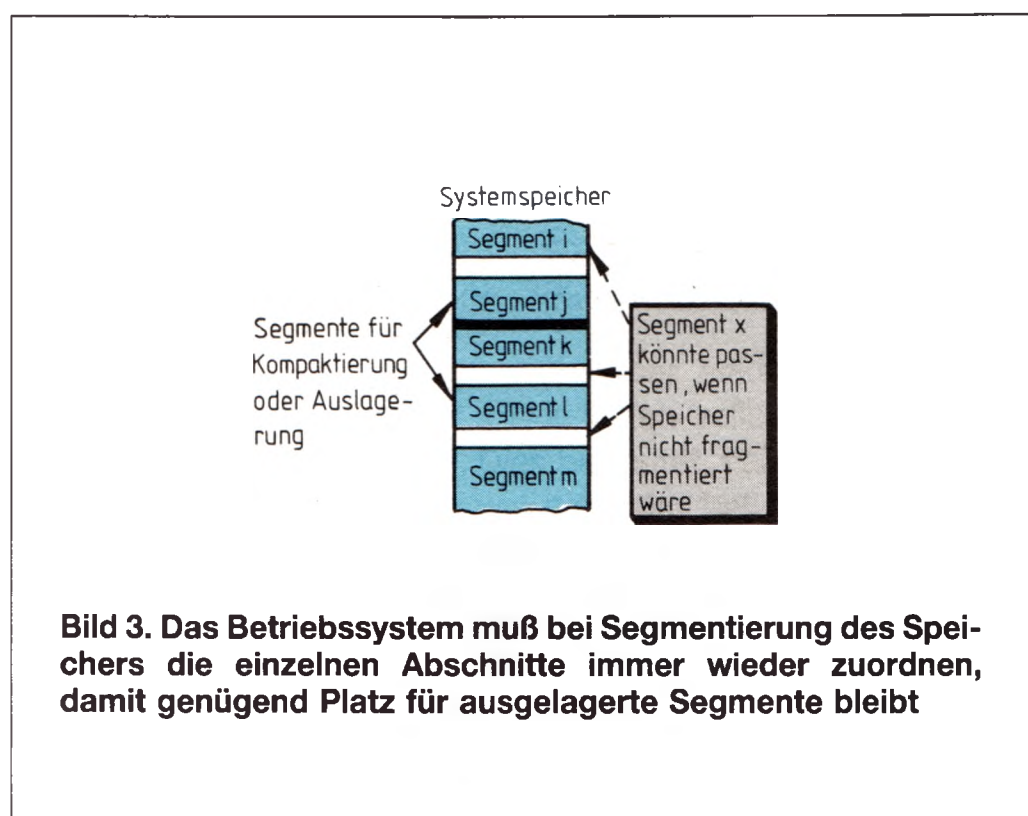 Systemspeicher
Segment i
Segment j
Segment k
Segment l
Segment m
Segmente für
Kompaktierung
oder Auslage-
rung
Segment x
könnte pas-
sen, wenn
Speicher
nicht frag-
mentiert
wäre
Bild 3. Das Betriebssystem muß bei Segmentierung des Spei-
chers die einzelnen Abschnitte immer wieder zuordnen,
damit genügend Platz für ausgelagerte Segmente bleibt